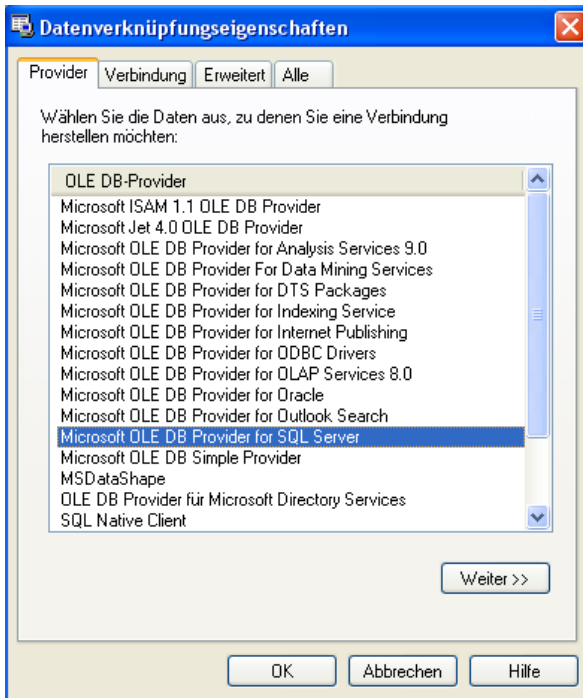 Datenverknüpfungseigenschaften
Provider Verbindung Erweitert Alle
Wählen Sie die Daten aus, zu denen Sie eine Verbindung
herstellen möchten:
OLE DB-Provider
Microsoft ISAM 1.1 OLE DB Provider
Microsoft Jet 4.0 OLE DB Provider
Microsoft OLE DB Provider for Analysis Services 9.0
Microsoft OLE DB Provider For Data Mining Services
Microsoft OLE DB Provider for DTS Packages
Microsoft OLE DB Provider for Indexing Service
Microsoft OLE DB Provider for Internet Publishing
Microsoft OLE DB Provider for ODBC Drivers
Microsoft OLE DB Provider for OLAP Services 8.0
Microsoft OLE DB Provider for Oracle
Microsoft OLE DB Provider for Outlook Search
Microsoft OLE DB Provider for SQL Server
Microsoft OLE DB Simple Provider
MSDataShape
OLE DB Provider für Microsoft Directory Services
SQL Native Client
Weiter >>
OK Abbrechen Hilfe